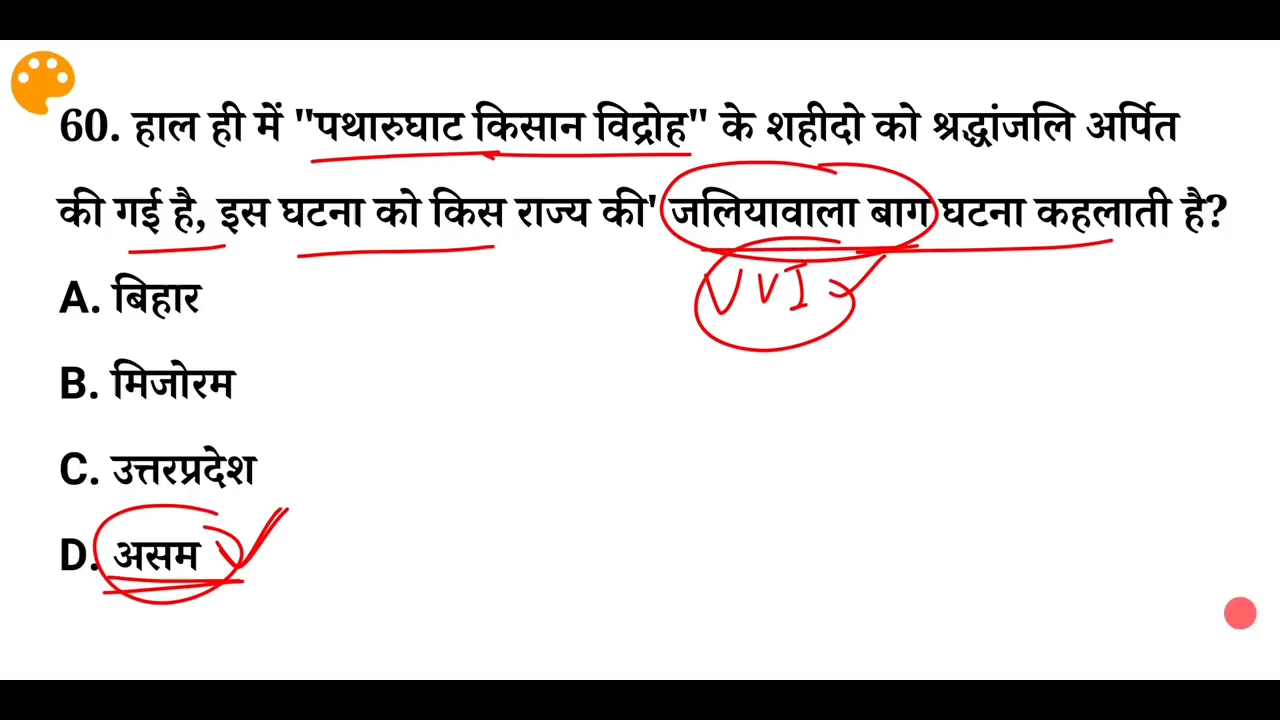 60. हाल ही में "पथारुघाट किसान विद्रोह" के शहीदो को श्रद्धांजलि अर्पित
की गई है, इस घटना को किस राज्य की' जलियावाला बाग घटना कहलाती है?
VVI
A. बिहार
B. मिजोरम
C. उत्तरप्रदेश
D. असम